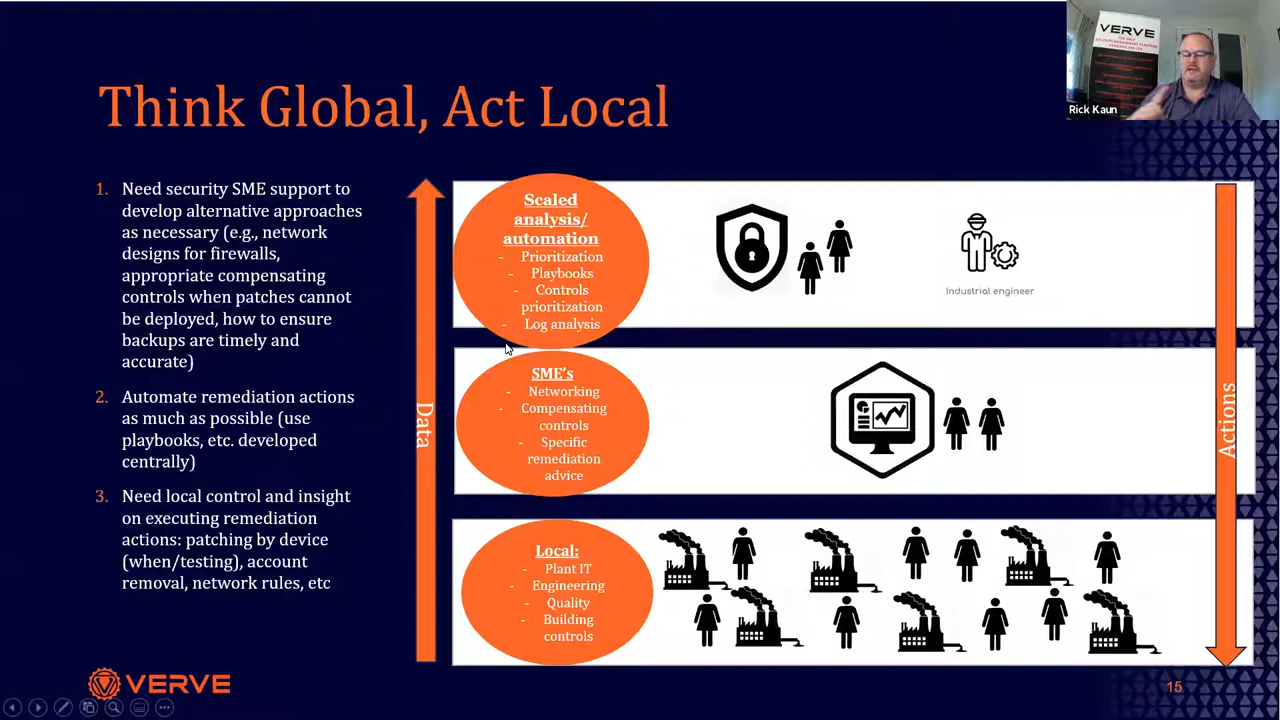 Think Global, Act Local
1. Need security SME support to
develop alternative approaches
as necessary (e.g., network
designs for firewalls,
appropriate compensating
controls when patches cannot
be deployed, how to ensure
backups are timely and
accurate)
2. Automate remediation actions
as much as possible (use
playbooks, etc. developed
centrally)
3. Need local control and insight
on executing remediation
actions: patching by device
(when/testing), account
removal, network rules, etc
Data
Scaled
analysis/
automation
- Prioritization
- Playbooks
- Controls
prioritization
- Log analysis
Industrial engineer
SME's
- Networking
- Compensating
controls
- Specific
remediation
advice
Local:
- Plant IT
- Engineering
- Quality
- Building
controls
Actions
VERVE
Rick Kaun
VERVE
15